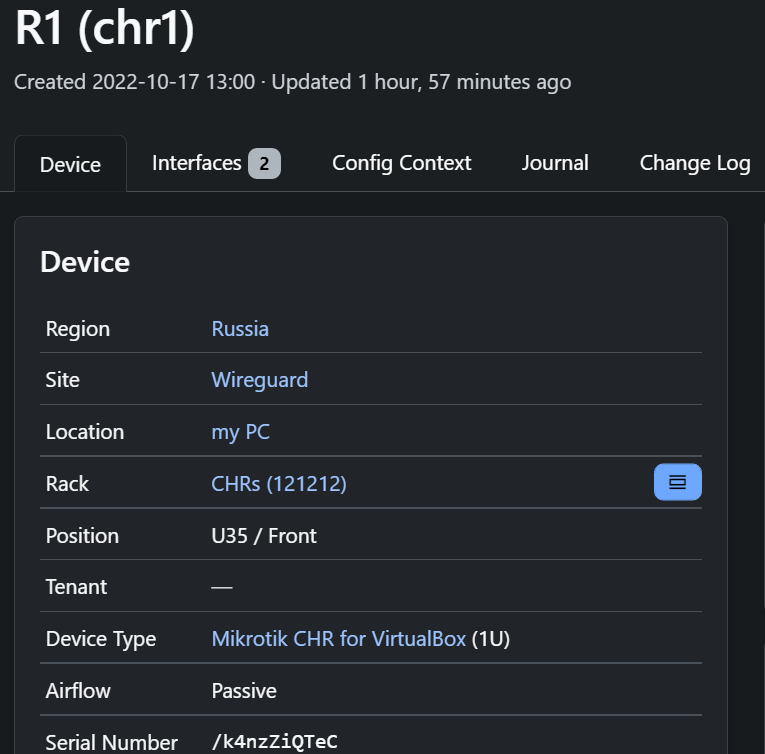 R1 (chr1)
Created 2022-10-17 13:00 · Updated 1 hour, 57 minutes ago
Device Interfaces 2 Config Context Journal Change Log
Device
Region Russia
Site Wireguard
Location my PC
Rack CHRs (121212)
Position U35 / Front
Tenant —
Device Type Mikrotik CHR for VirtualBox (1U)
Airflow Passive
Serial Number /k4nzZiQTeC